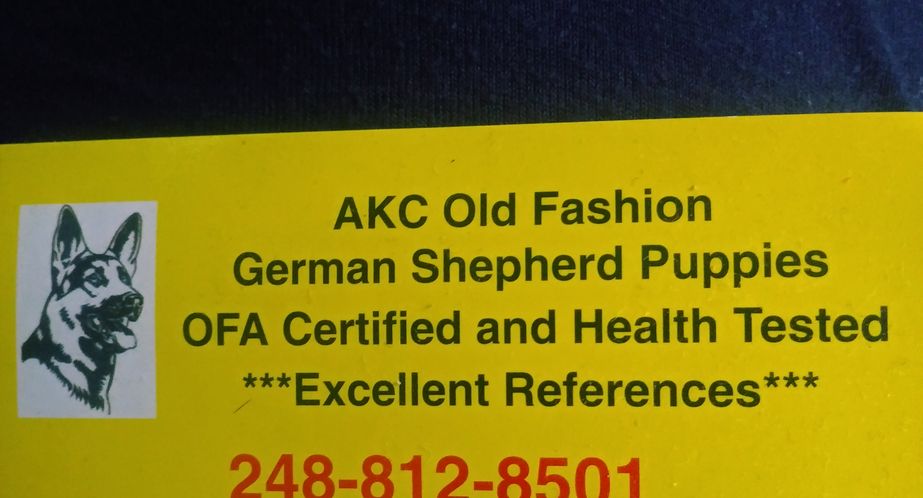 AKC Old Fashion
German Shepherd Puppies
OFA Certified and Health Tested
***Excellent References***
248-812-8501